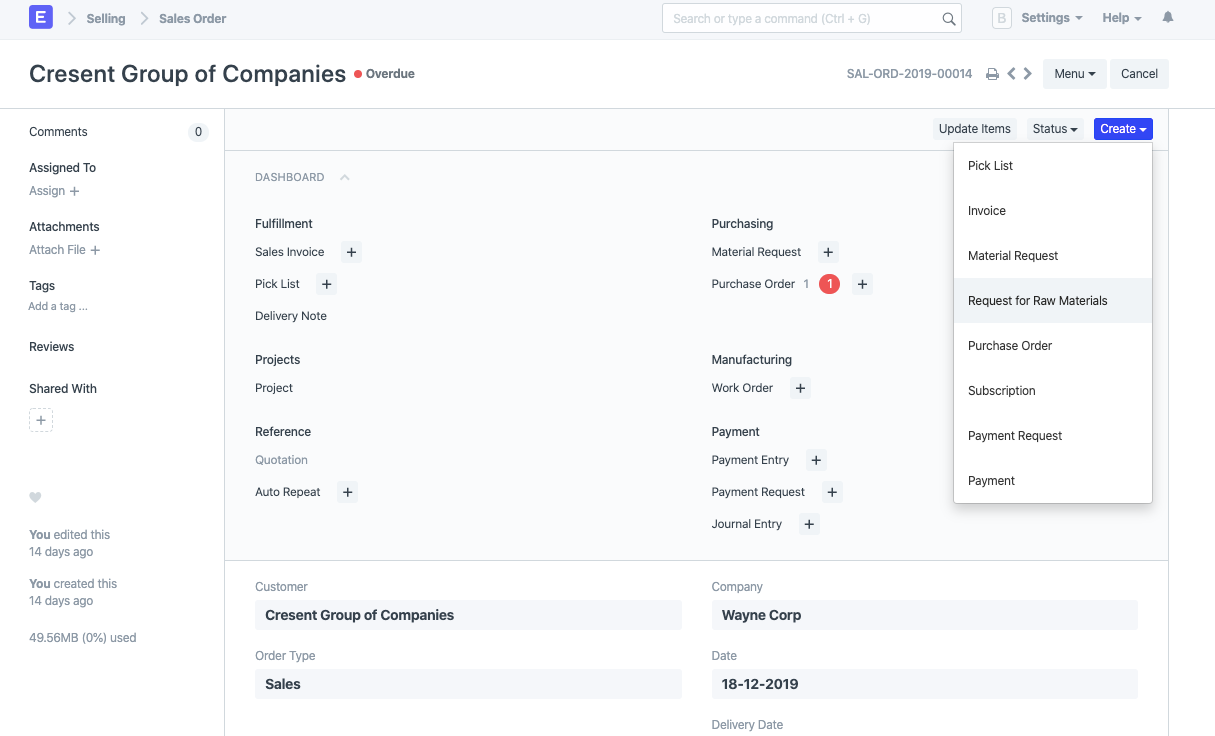 E
Selling
Sales Order
Search or type a command (Ctrl + G)
B
Settings
Help
Cresent Group of Companies
Overdue
SAL-ORD-2019-00014
Menu
Cancel
Comments
0
Assigned To
Assign +
Attachments
Attach File +
Tags
Add a tag ...
Reviews
Shared With
+
You edited this
14 days ago
You created this
14 days ago
49.56MB (0%) used
Update Items
Status
Create
Pick List
Invoice
Material Request
Request for Raw Materials
Purchase Order
Subscription
Payment Request
Payment
DASHBOARD
Fulfillment
Sales Invoice +
Pick List +
Delivery Note
Purchasing
Material Request +
Purchase Order 1 1 +
Projects
Project
Manufacturing
Work Order +
Reference
Quotation
Auto Repeat +
Payment
Payment Entry +
Payment Request +
Journal Entry +
Customer
Cresent Group of Companies
Company
Wayne Corp
Order Type
Sales
Date
18-12-2019
Delivery Date